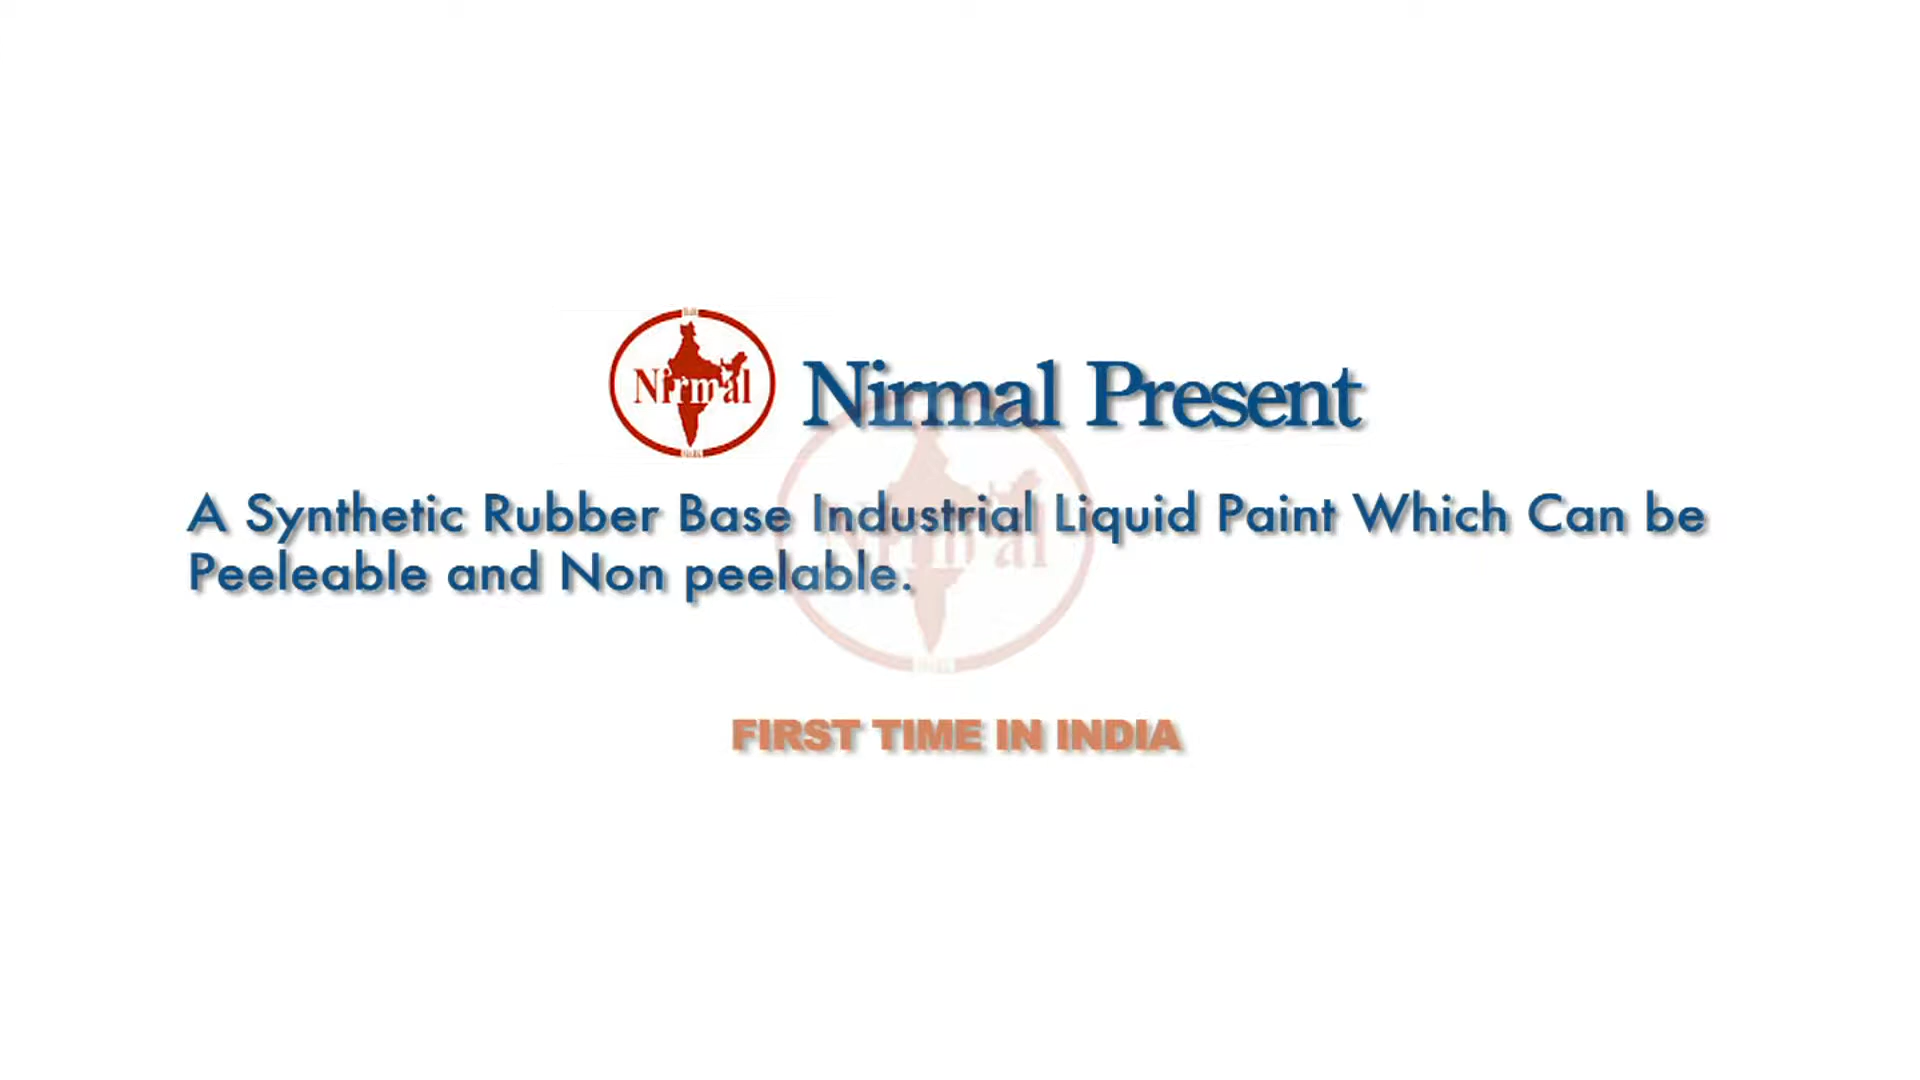 Nirmal Nirmal Present
A Synthetic Rubber Base Industrial Liquid Paint Which Can be
Peeleable and Non peelable.
Nirmal
FIRST TIME IN INDIA